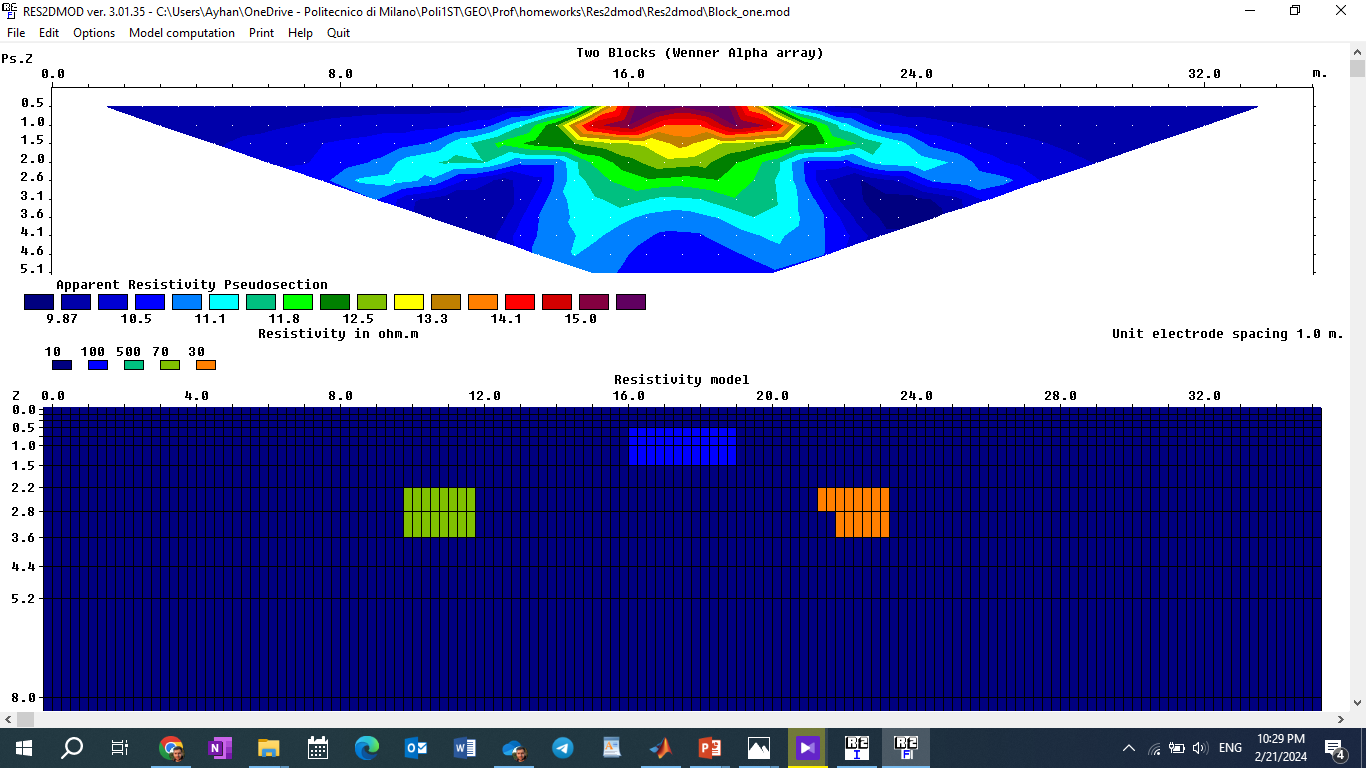 RES2DMOD ver. 3.01.35 - C:\Users\Ayhan\OneDrive - Politecnico di Milano\Poli1ST\GEO\Prof\homeworks\Res2dmod\Res2dmod\Block_one.mod
File Edit Options Model computation Print Help Quit
Two Blocks (Wenner Alpha array)
Ps.Z
0.0 8.0 16.0 24.0 32.0 m.
0.5
1.0
1.5
2.0
2.6
3.1
3.6
4.1
4.6
5.1
Apparent Resistivity Pseudosection
9.87 10.5 11.1 11.8 12.5 13.3 14.1 15.0
Resistivity in ohm.m Unit electrode spacing 1.0 m.
10 100 500 70 30
Resistivity model
Z 0.0 4.0 8.0 12.0 16.0 20.0 24.0 28.0 32.0
0.0
0.5
1.0
1.5
2.2
2.8
3.6
4.4
5.2
8.0
ENG 10:29 PM
2/21/2024 4